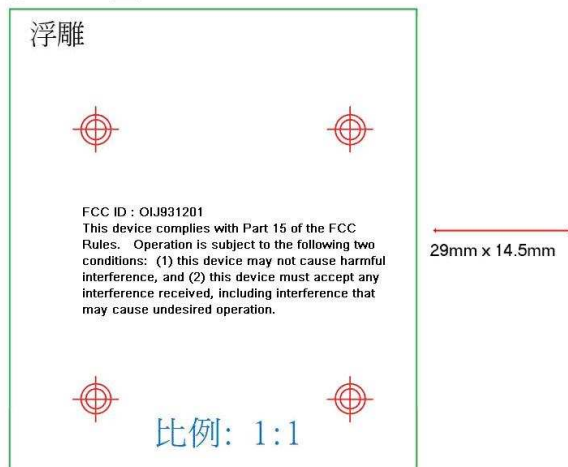 浮雕
FCC ID : OIJ931201
This device complies with Part 15 of the FCC
Rules.   Operation is subject to the following two
conditions:  (1) this device may not cause harmful
interference, and (2) this device must accept any
interference received, including interference that
may cause undesired operation.
29mm x 14.5mm
比例: 1:1